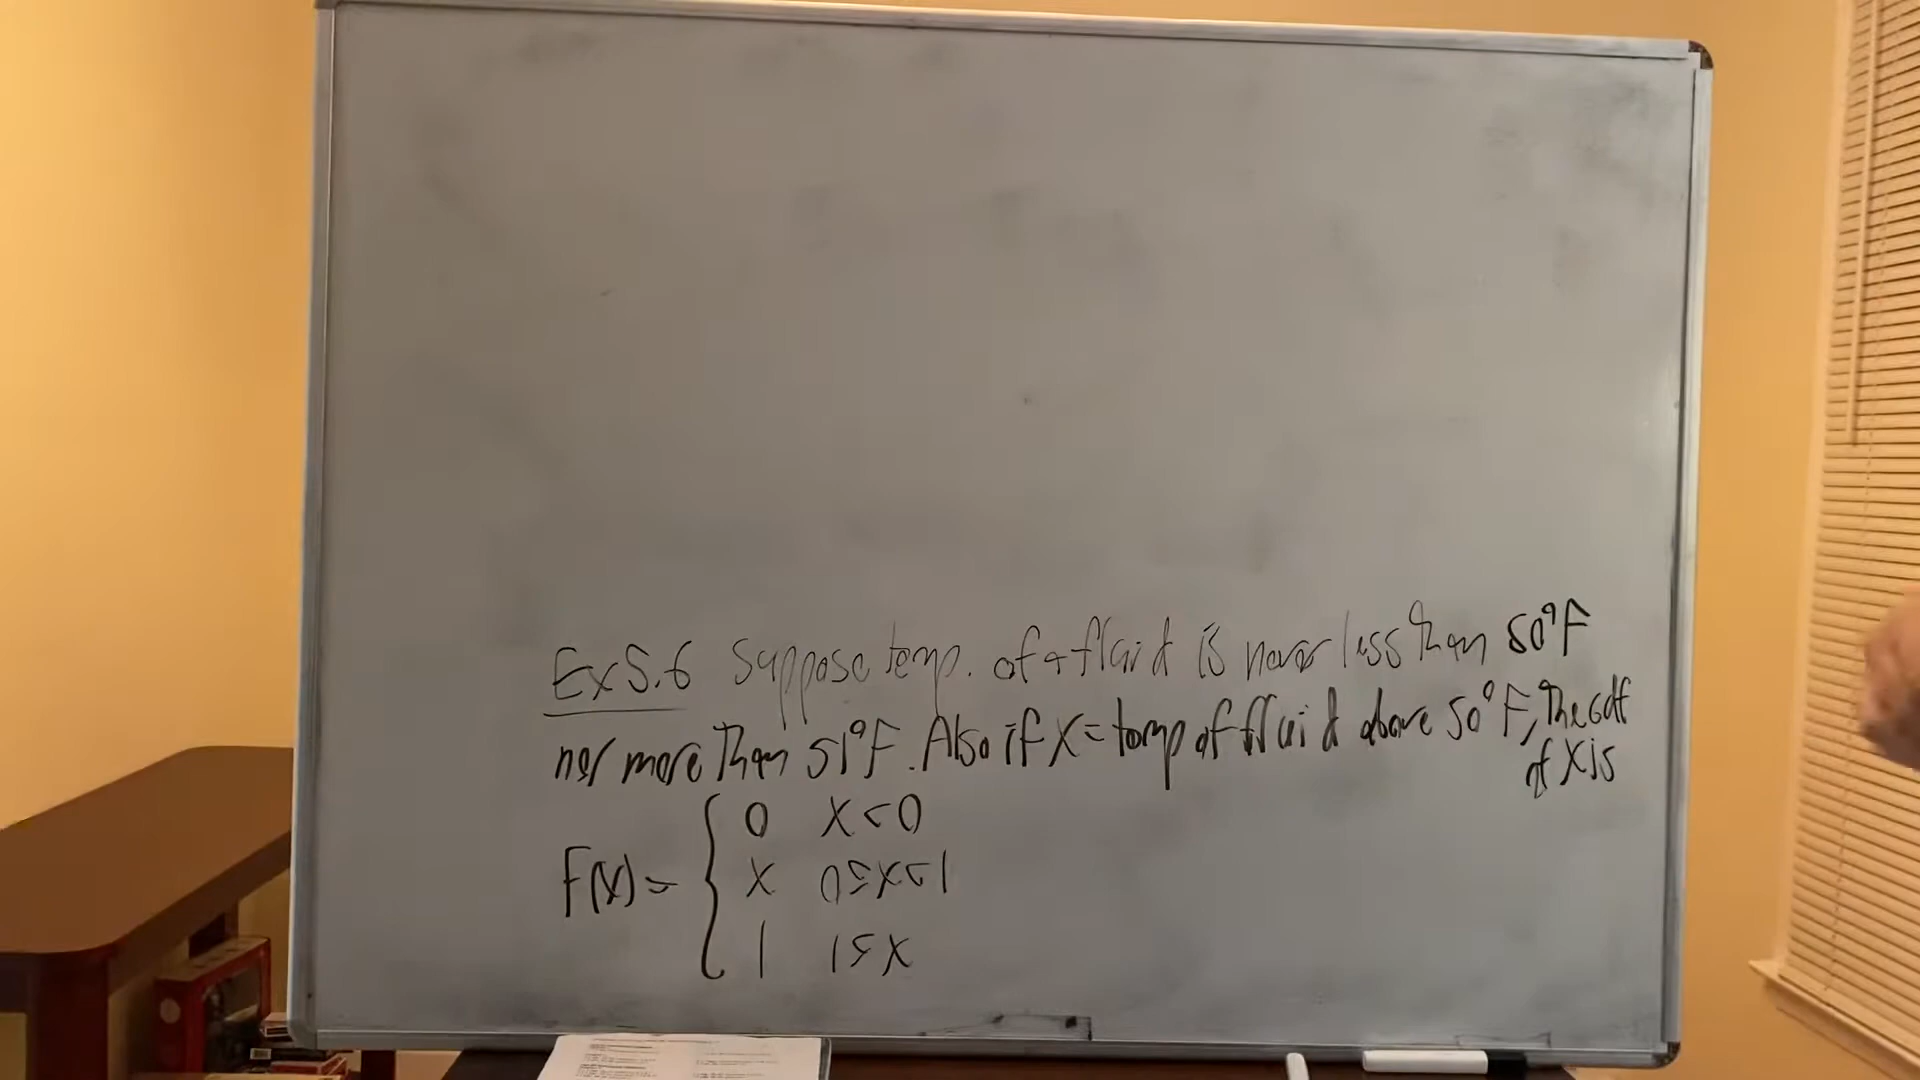 Ex 5.6 Suppose temp. of a fluid is never less than 50°F
nor more than 51°F. Also if X = temp of fluid above 50°F, the cdf
of X is
F(x) = { 0 x < 0
x 0 ≤ x < 1
1 1 ≤ x